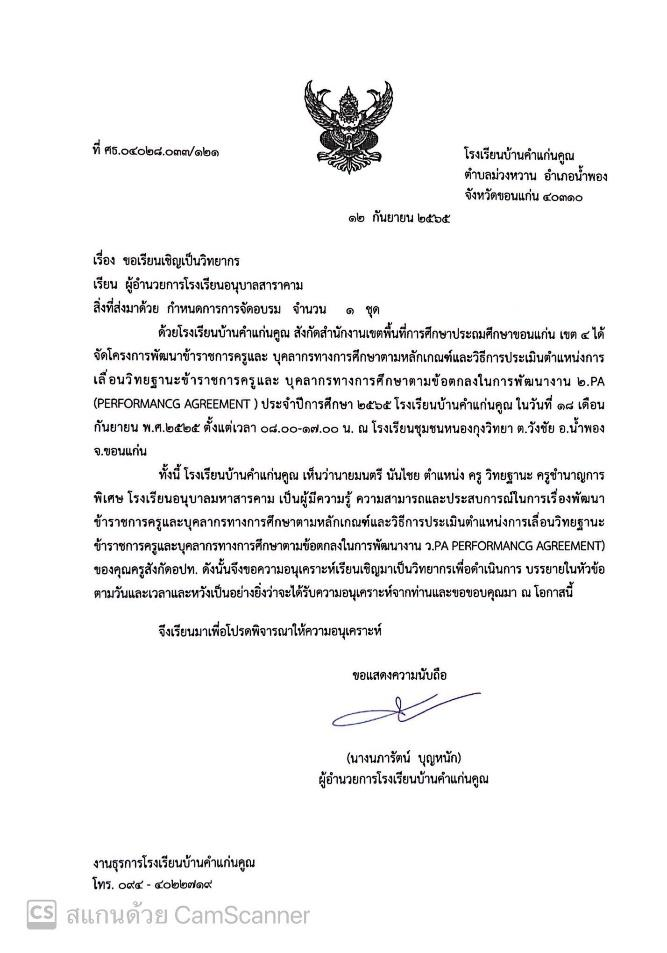 ที่ ศธ.๐๔๐๒๘.๐๓๓/๑๒๑
โรงเรียนบ้านคำแก่นคูณ
ตำบลม่วงหวาน อำเภอน้ำพอง
จังหวัดขอนแก่น ๔๐๓๑๐
๑๒ กันยายน ๒๕๖๕
เรื่อง ขอเรียนเชิญเป็นวิทยากร
เรียน ผู้อำนวยการโรงเรียนอนุบาลสาราคาม
สิ่งที่ส่งมาด้วย กำหนดการการจัดอบรม จำนวน ๑ ชุด
ด้วยโรงเรียนบ้านคำแก่นคูณ สังกัดสำนักงานเขตพื้นที่การศึกษาประถมศึกษาขอนแก่น เขต ๔ ได้
จัดโครงการพัฒนาข้าราชการครูและ บุคลากรทางการศึกษาตามหลักเกณฑ์และวิธีการประเมินตำแหน่งการ
เลื่อนวิทยฐานะข้าราชการครูและ บุคลากรทางการศึกษาตามข้อตกลงในการพัฒนางาน ๒.PA
(PERFORMANCG AGREEMENT ) ประจำปีการศึกษา ๒๕๖๕ โรงเรียนบ้านคำแก่นคูณ ในวันที่ ๑๘ เดือน
กันยายน พ.ศ.๒๕๒๕ ตั้งแต่เวลา ๐๘.๐๐-๑๗.๐๐ น. ณ โรงเรียนชุมชนหนองกุงวิทยา ต.วังชัย อ.น้ำพอง
จ.ขอนแก่น
ทั้งนี้ โรงเรียนบ้านคำแก่นคูณ เห็นว่านายมนตรี นันไชย ตำแหน่ง ครู วิทยฐานะ ครูชำนาญการ
พิเศษ โรงเรียนอนุบาลมหาสารคาม เป็นผู้มีความรู้ ความสามารถและประสบการณ์ในการเรื่องพัฒนา
ข้าราชการครูและบุคลากรทางการศึกษาตามหลักเกณฑ์และวิธีการประเมินตำแหน่งการเลื่อนวิทยฐานะ
ข้าราชการครูและบุคลากรทางการศึกษาตามข้อตกลงในการพัฒนางาน ว.PA PERFORMANCG AGREEMENT)
ของคุณครูสังกัดอปท. ดังนั้นจึงขอความอนุเคราะห์เรียนเชิญมาเป็นวิทยากรเพื่อดำเนินการ บรรยายในหัวข้อ
ตามวันและเวลาและหวังเป็นอย่างยิ่งว่าจะได้รับความอนุเคราะห์จากท่านและขอขอบคุณมา ณ โอกาสนี้
จึงเรียนมาเพื่อโปรดพิจารณาให้ความอนุเคราะห์
ขอแสดงความนับถือ
(นางนภารัตน์ บุญหนัก)
ผู้อำนวยการโรงเรียนบ้านคำแก่นคูณ
งานธุรการโรงเรียนบ้านคำแก่นคูณ
โทร. ๐๙๔ - ๔๐๒๒๗๑๙
CS สแกนด้วย CamScanner